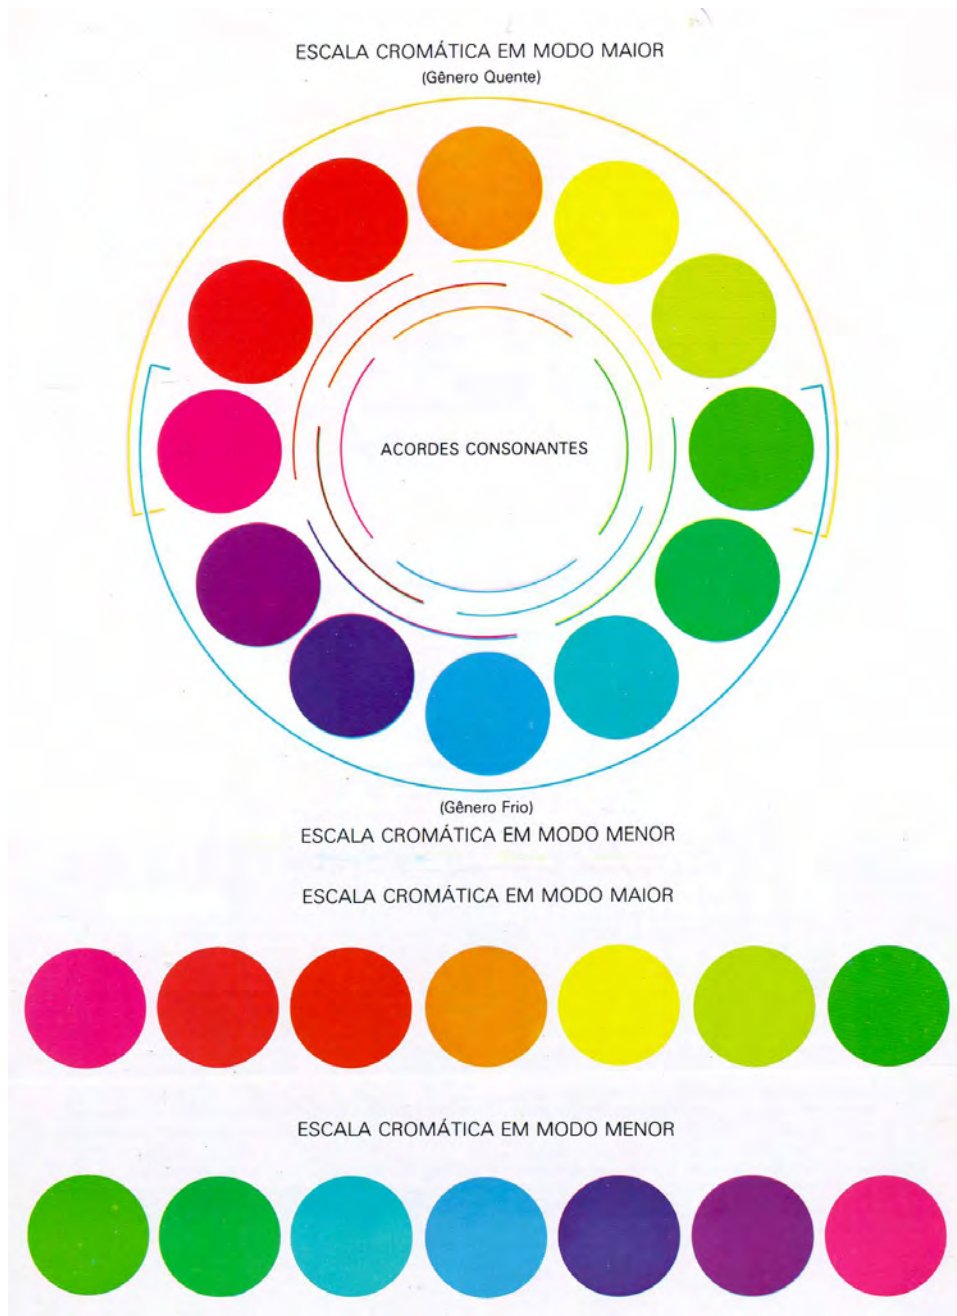 ESCALA CROMÁTICA EM MODO MAIOR
(Gênero Quente)
ACORDES CONSONANTES
(Gênero Frio)
ESCALA CROMÁTICA EM MODO MENOR
ESCALA CROMÁTICA EM MODO MAIOR
ESCALA CROMÁTICA EM MODO MENOR